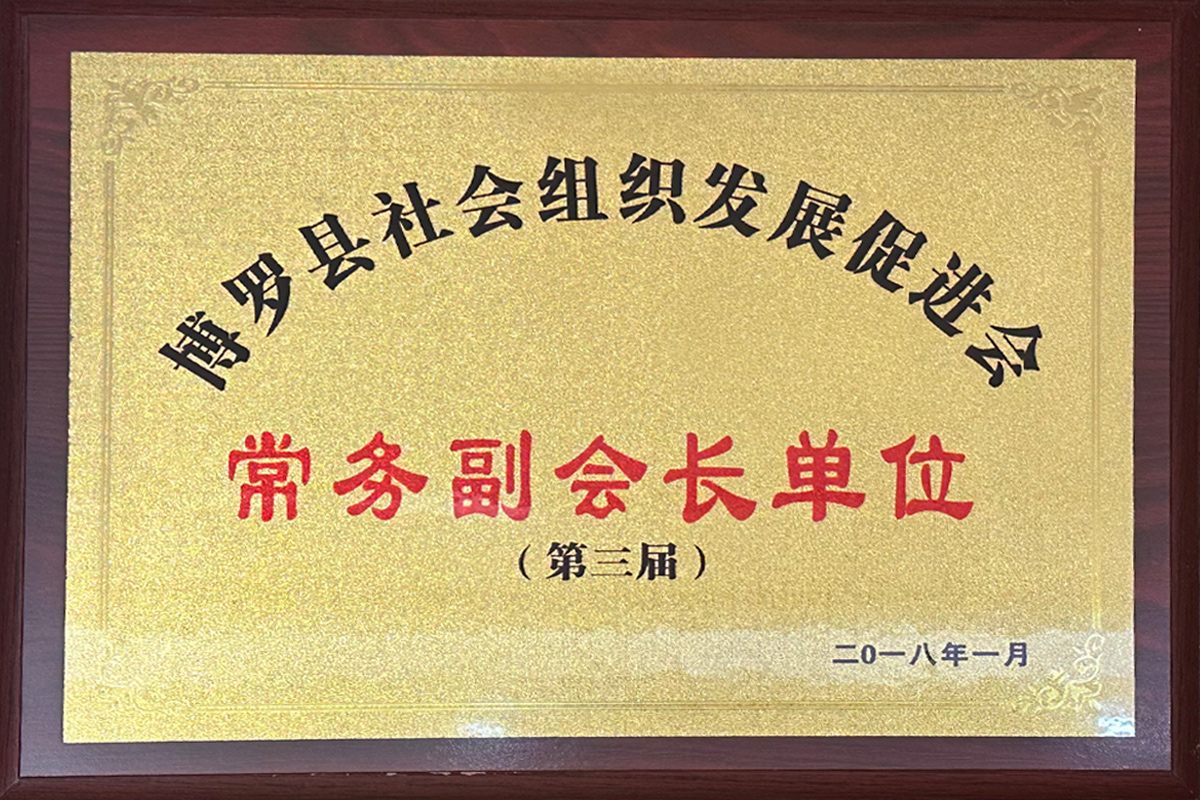 博罗县社会组织发展促进会
常务副会长单位
（第三届）
二0一八年一月